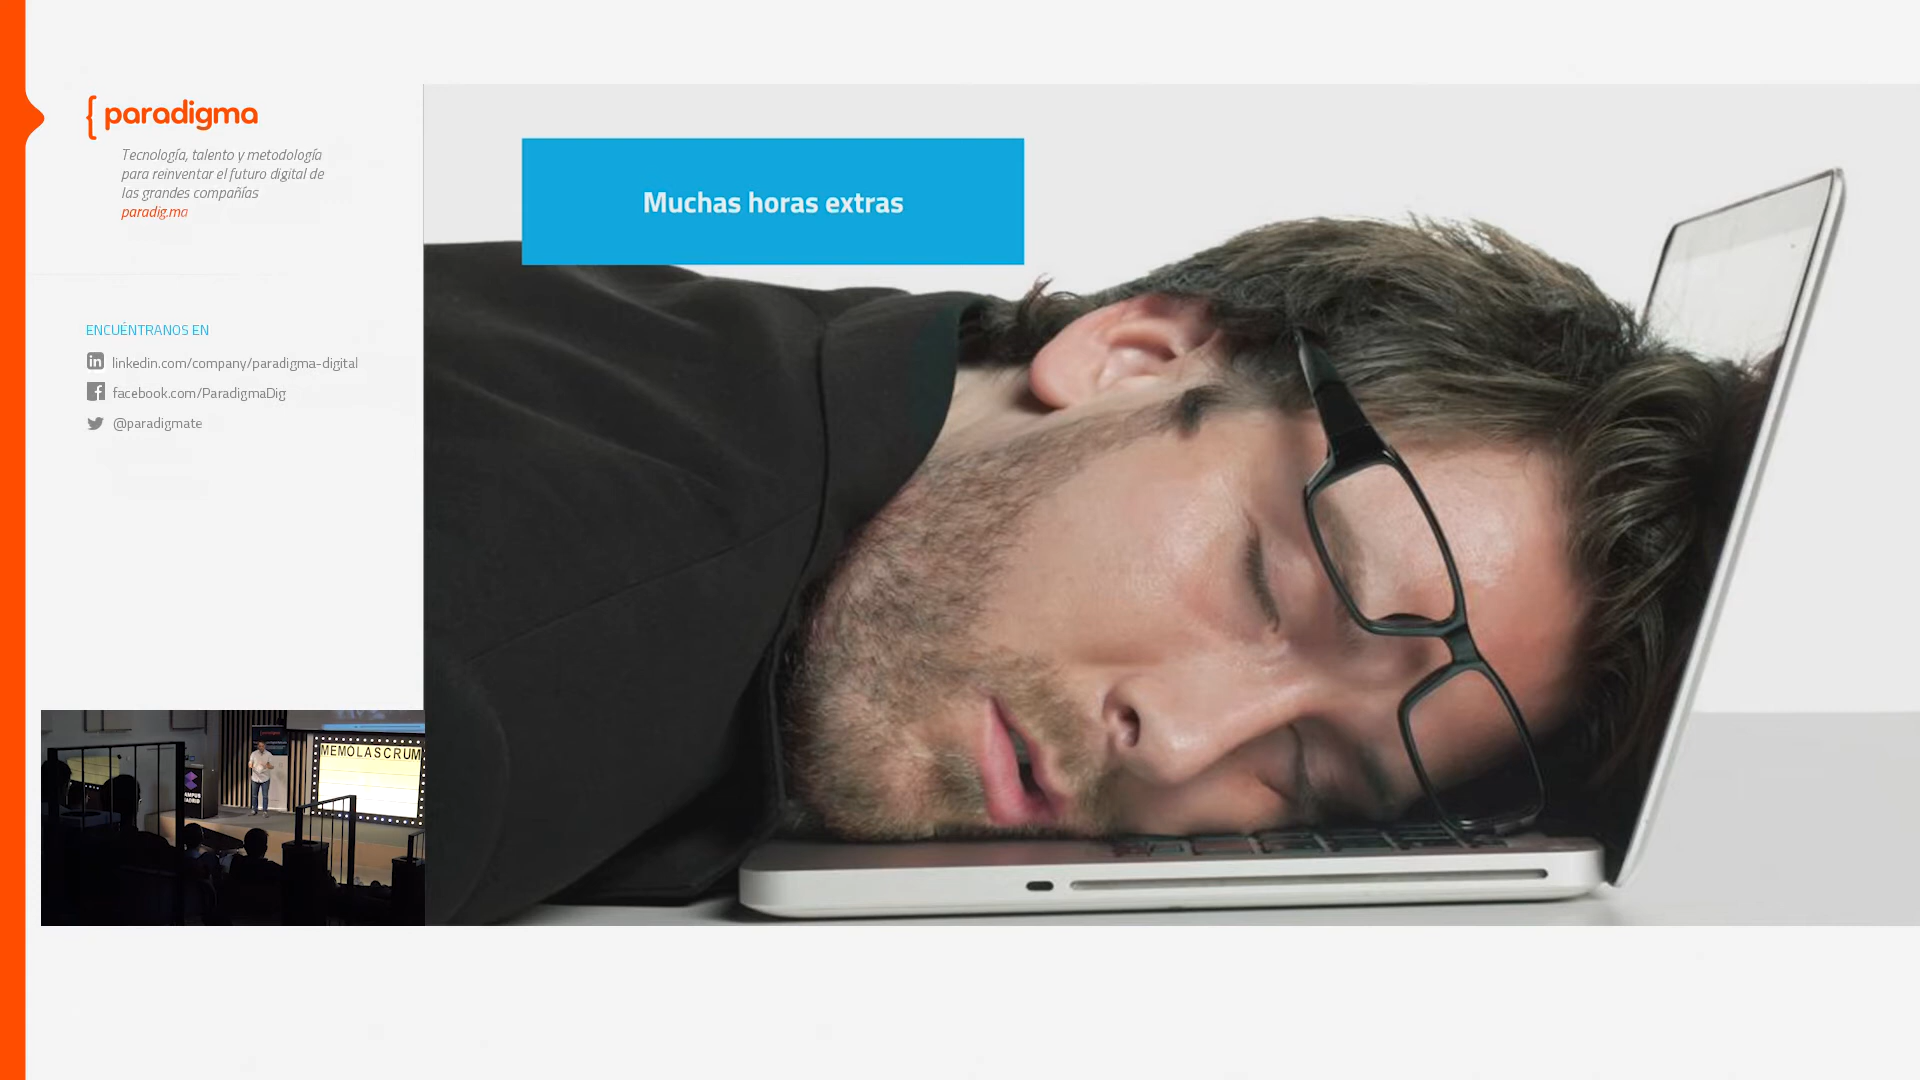 { paradigma
Tecnología, talento y metodología
para reinventar el futuro digital de
las grandes compañías
paradig.ma
ENCUÉNTRANOS EN
linkedin.com/company/paradigma-digital
facebook.com/ParadigmaDig
@paradigmate
Muchas horas extras
MEMOLASCRUM